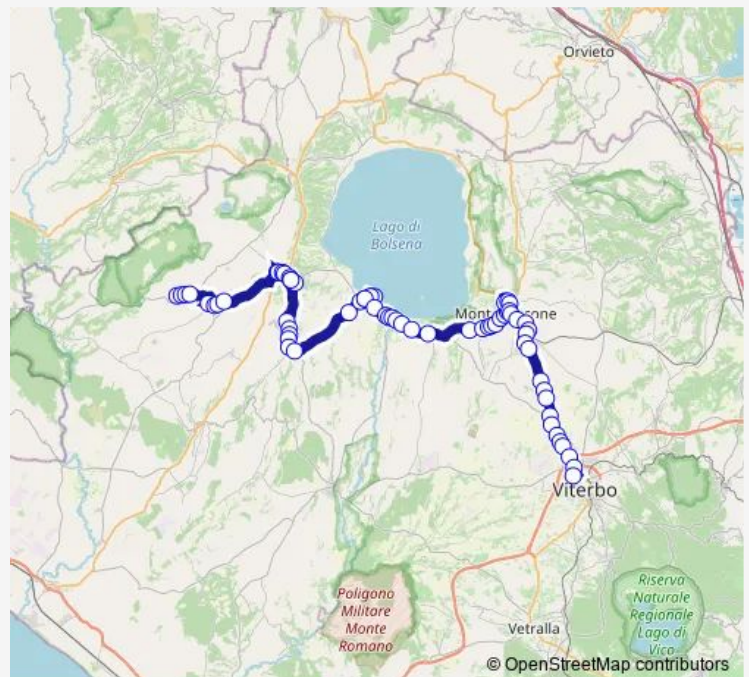 Orvieto
Lago di
Bolsena
Viterbo
Poligono
Militare
Monte
Romano
Riserva
Naturale
Regionale
Lago di
Vico
Vetralla
© OpenStreetMap contributors